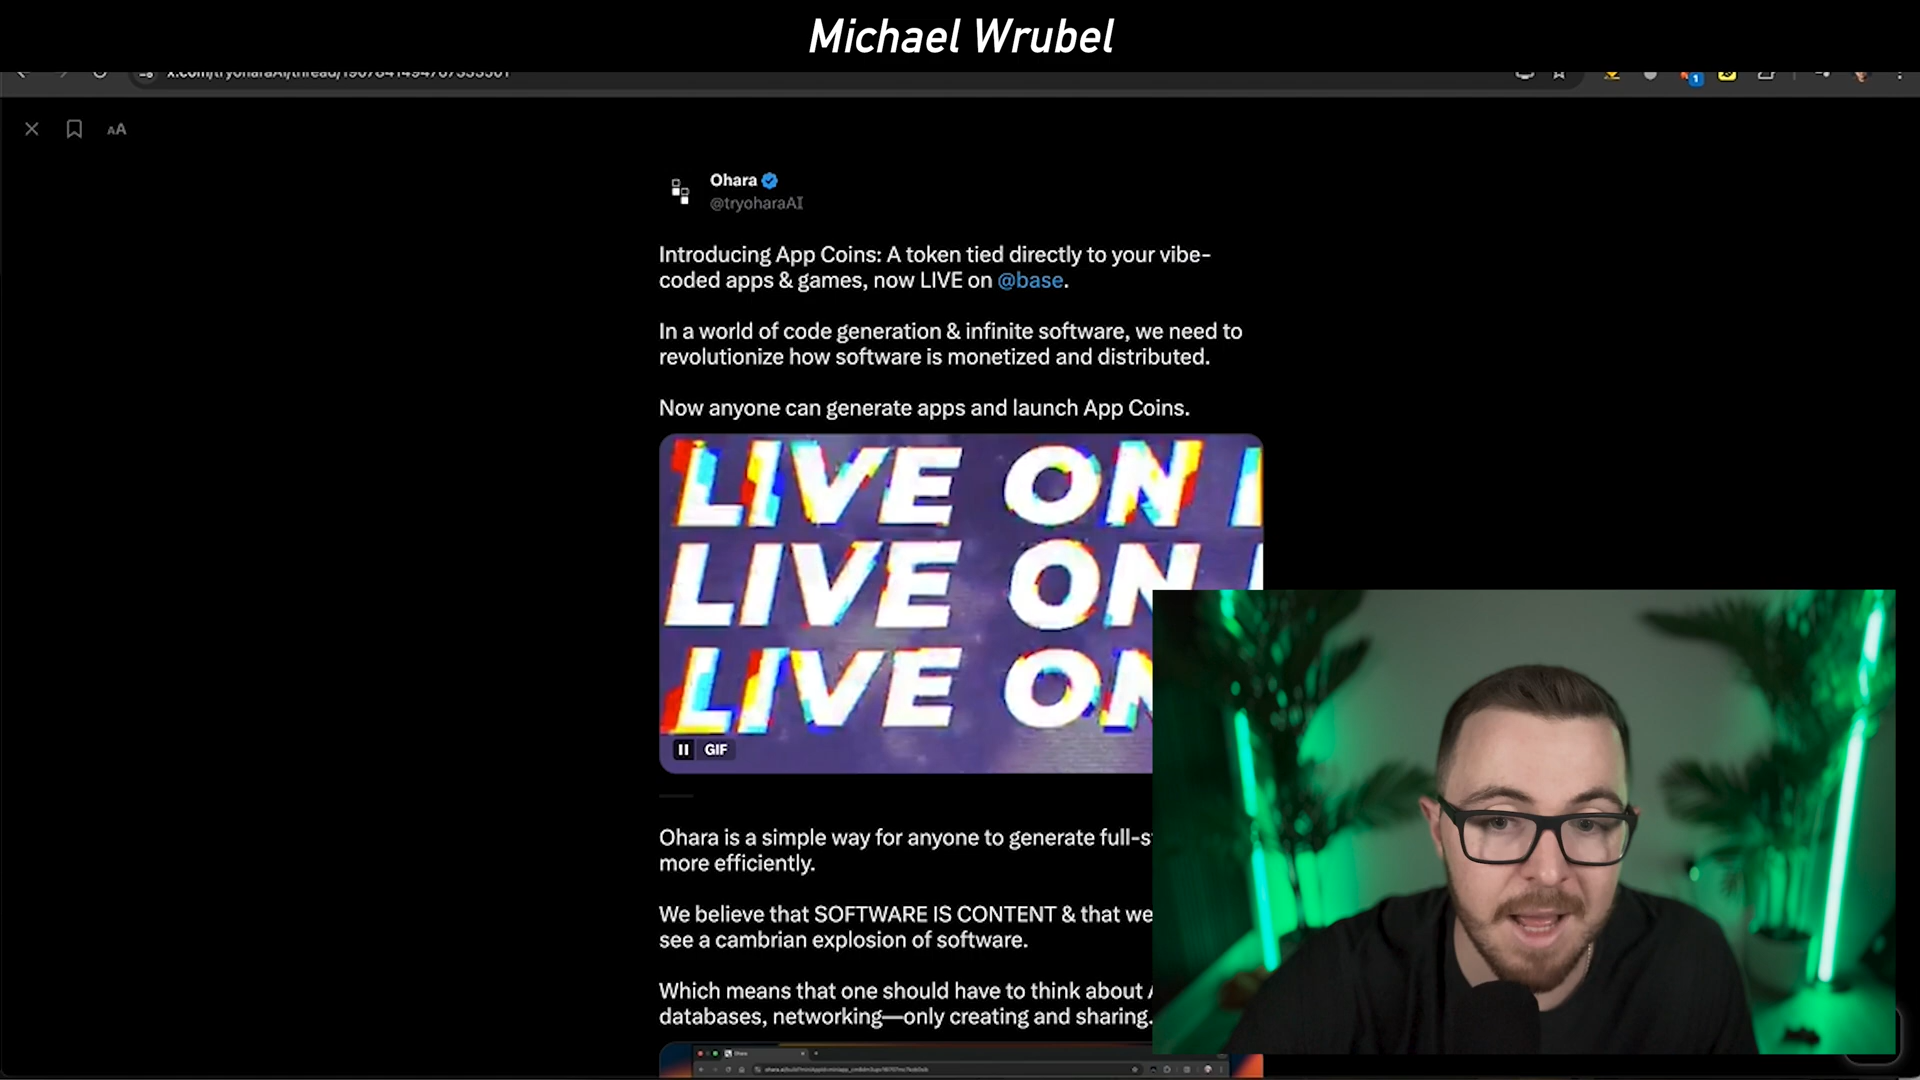 Michael Wrubel
AA
Ohara
@tryoharaAI
Introducing App Coins: A token tied directly to your vibe-
coded apps & games, now LIVE on @base.
In a world of code generation & infinite software, we need to
revolutionize how software is monetized and distributed.
Now anyone can generate apps and launch App Coins.
LIVE ON
LIVE ON
LIVE ON
GIF
Ohara is a simple way for anyone to generate full-s
more efficiently.
We believe that SOFTWARE IS CONTENT & that we
see a cambrian explosion of software.
Which means that one should have to think about
databases, networking—only creating and sharing.
Ohara